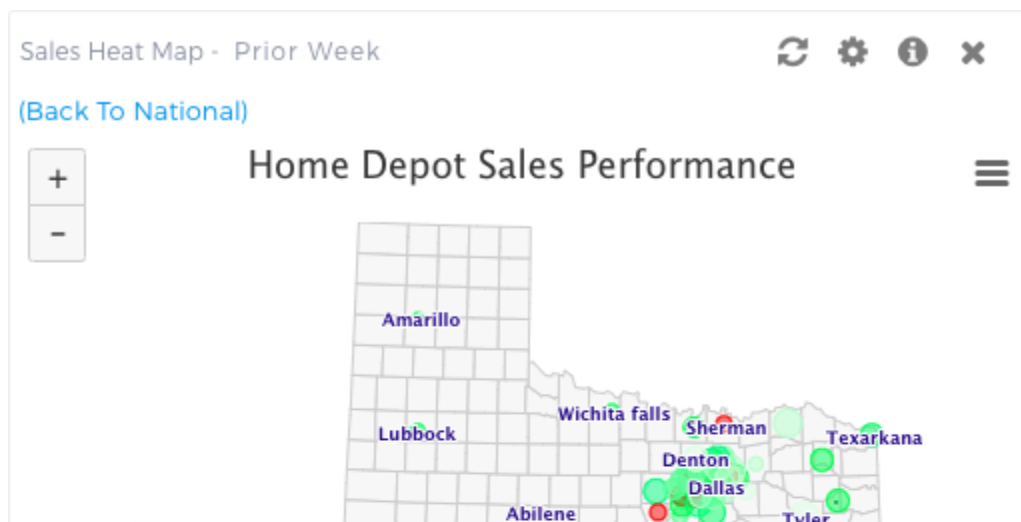 Sales Heat Map - Prior Week
(Back To National)
+
Home Depot Sales Performance
-
Amarillo
Wichita falls
Lubbock
Sherman
Texarkana
Denton
Dallas
Abilene
Tyler